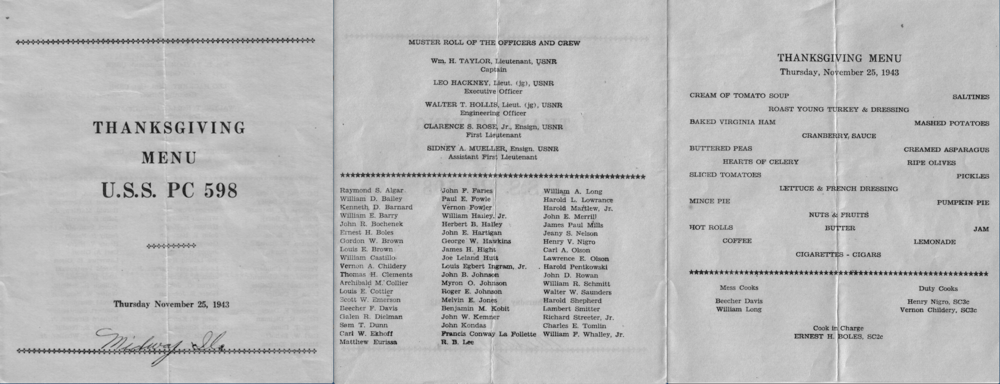 THANKSGIVING
MENU
U.S.S. PC 598
Thursday November 25, 1943
Midway Isls
MUSTER ROLL OF THE OFFICERS AND CREW
Wm. H. TAYLOR, Lieutenant, USNR
Captain
LEO HACKNEY, Lieut. (jg), USNR
Executive Officer
WALTER T. HOLLIS, Lieut. (jg), USNR
Engineering Officer
CLARENCE S. ROSE, Jr., Ensign, USNR
First Lieutenant
SIDNEY A. MUELLER, Ensign, USNR
Assistant First Lieutenant
Raymond S. Algar
William D. Bailey
Kenneth D. Barnard
William E. Barry
John R. Bochenek
Ernest H. Boles
Gordon W. Brown
Louis E. Brown
William Castillo
Vernon A. Childery
Thomas H. Clements
Archibald M. Collier
Louis E. Cottier
Scott W. Emerson
Beecher F. Davis
Galen R. Dielman
Sam T. Dunn
Carl W. Ekhoff
Matthew Eurissa
John F. Faries
Paul E. Fowle
Vernon Fowler
William Hailey, Jr.
Herbert B. Halley
John E. Hartigan
George W. Hawkins
James H. Hight
Joe Leland Hutt
Louis Egbert Ingram, Jr.
John B. Johnson
Myron O. Johnson
Roger E. Johnson
Melvin E. Jones
Benjamin M. Kobit
John W. Kemner
John Kondas
Francis Conway La Follette
R. B. Lee
William A. Long
Harold L. Lowrance
Harold Mattlew, Jr.
John E. Merrill
James Paul Mills
Jeany S. Nelson
Henry V. Nigro
Carl A. Olson
Lawrence E. Olson
Harold Pentkowski
John D. Rowan
William R. Schmitt
Walter W. Saunders
Harold Shepherd
Lambert Smitter
Richard Streeter, Jr.
Charles E. Tomlin
William F. Whalley, Jr.
THANKSGIVING MENU
Thursday, November 25, 1943
CREAM OF TOMATO SOUP SALTINES
ROAST YOUNG TURKEY & DRESSING
BAKED VIRGINIA HAM MASHED POTATOES
CRANBERRY, SAUCE
BUTTERED PEAS CREAMED ASPARAGUS
HEARTS OF CELERY RIPE OLIVES
SLICED TOMATOES PICKLES
LETTUCE & FRENCH DRESSING
MINCE PIE PUMPKIN PIE
NUTS & FRUITS
HOT ROLLS BUTTER JAM
COFFEE LEMONADE
CIGARETTES - CIGARS
Mess Cooks Duty Cooks
Beecher Davis Henry Nigro, SC3c
William Long Vernon Childery, SC3c
Cook in Charge
ERNEST H. BOLES, SC2c